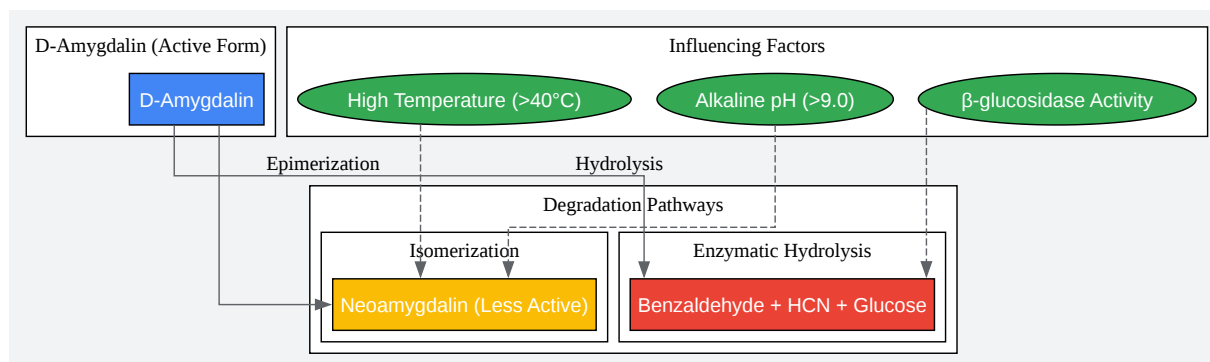 D-Amygdalin (Active Form)
Influencing Factors
D-Amygdalin
High Temperature (>40°C)
Alkaline pH (>9.0)
β-glucosidase Activity
Epimerization
Hydrolysis
Degradation Pathways
Isomerization
Enzymatic Hydrolysis
Neoamygdalin (Less Active)
Benzaldehyde + HCN + Glucose